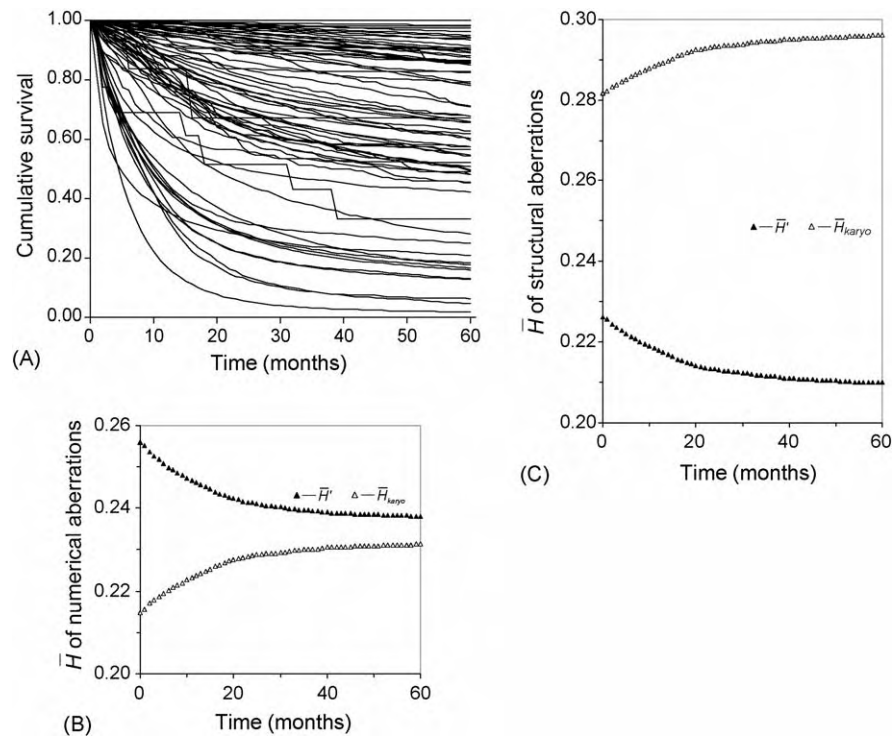 1.00
0.80
0.60
0.40
0.20
0.00
Cumulative survival
0 10 20 30 40 50 60
Time (months)
(A)
0.26
0.24
0.22
0.20
H̅ of numerical aberrations
▲—H̅' △—H̅karyo
0 20 40 60
Time (months)
(B)
0.30
0.28
0.26
0.24
0.22
0.20
H̅ of structural aberrations
▲—H̅' △—H̅karyo
0 20 40 60
Time (months)
(C)